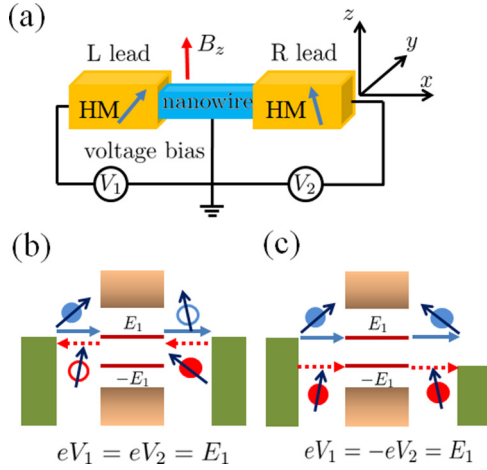 (a)
L lead
B_z
R lead
z
y
x
HM
nanowire
HM
voltage bias
V_1
V_2
(b)
(c)
E_1
E_1
-E_1
-E_1
eV_1 = eV_2 = E_1
eV_1 = -eV_2 = E_1